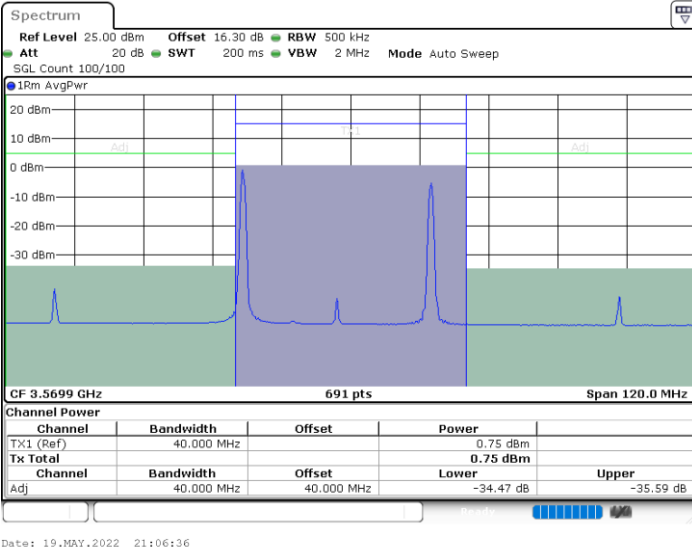 Spectrum
Ref Level 25.00 dBm Offset 16.30 dB RBW 500 kHz
Att 20 dB SWT 200 ms VBW 2 MHz Mode Auto Sweep
SGL Count 100/100
1Rm AvgPwr
20 dBm
TX1
10 dBm
Adj Adj
0 dBm
-10 dBm
-20 dBm
-30 dBm
CF 3.5699 GHz 691 pts Span 120.0 MHz
Channel Power
Channel Bandwidth Offset Power
TX1 (Ref) 40.000 MHz 0.75 dBm
Tx Total 0.75 dBm
Channel Bandwidth Offset Lower Upper
Adj 40.000 MHz 40.000 MHz -34.47 dB -35.59 dB
Ready
Date: 19.MAY.2022 21:06:36